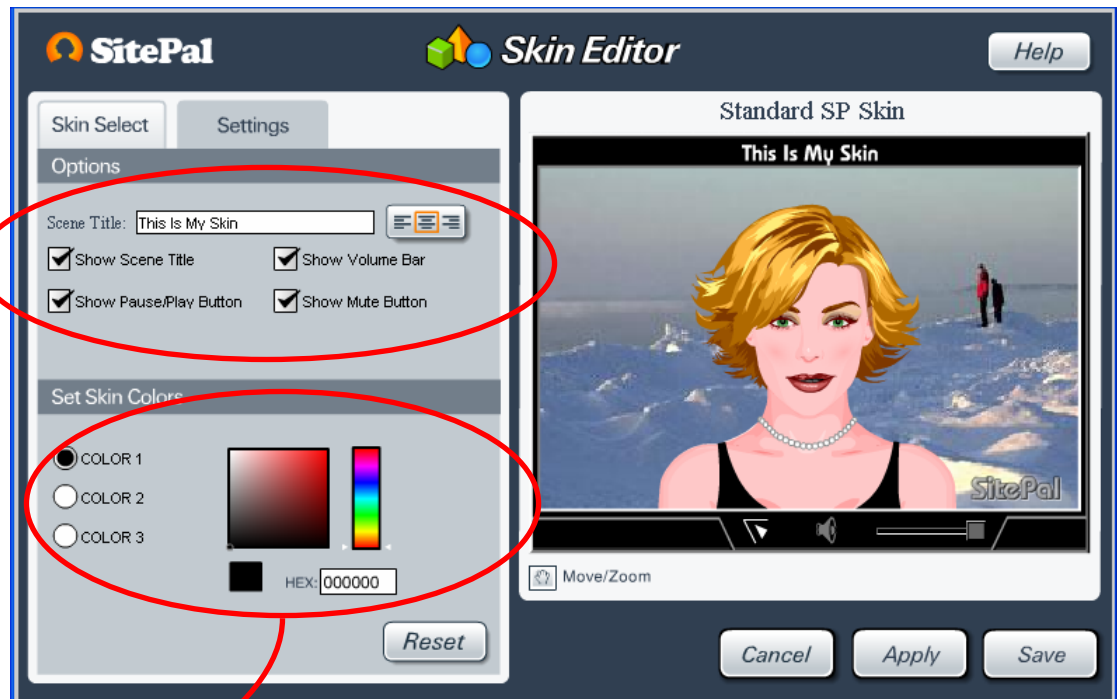 SitePal
Skin Editor
Help
Skin Select
Settings
Options
Scene Title: This Is My Skin
Show Scene Title
Show Volume Bar
Show Pause/Play Button
Show Mute Button
Set Skin Colors
COLOR 1
COLOR 2
COLOR 3
HEX: 000000
Reset
Standard SP Skin
This Is My Skin
SitePal
Move/Zoom
Cancel
Apply
Save